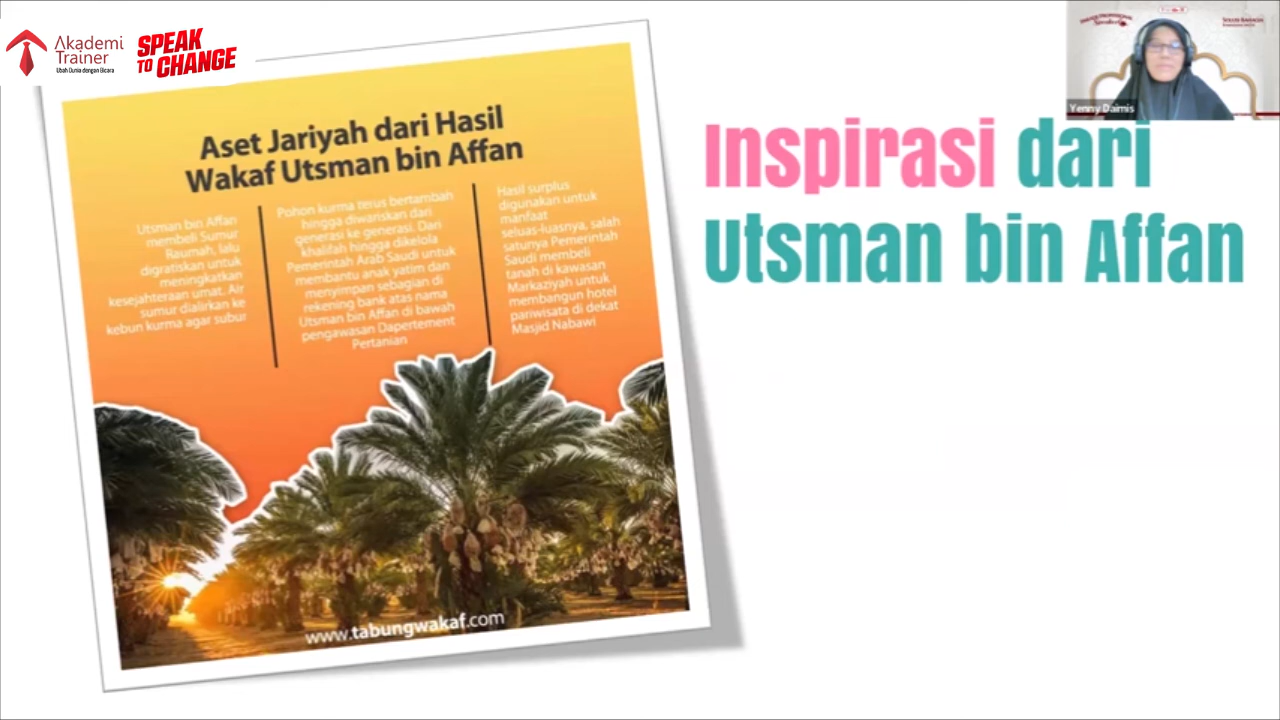 Akademi
Trainer
Ubah Dunia dengan Bicara
SPEAK
TO CHANGE
Yenny Daimis
Inspirasi dari
Utsman bin Affan
Aset Jariyah dari Hasil
Wakaf Utsman bin Affan
Utsman bin Affan
membeli Sumur
Raumah, lalu
digratiskan untuk
meningkatkan
kesejahteraan umat. Air
sumur dialirkan ke
kebun kurma agar subur
Pohon kurma terus bertambah
hingga diwariskan dari
generasi ke generasi. Dari
khalifah hingga dikelola
Pemerintah Arab Saudi untuk
membantu anak yatim dan
menyimpan sebagian di
rekening bank atas nama
Utsman bin Affan di bawah
pengawasan Dapertement
Pertanian
Hasil surplus
digunakan untuk
manfaat
seluas-luasnya, salah
satunya Pemerintah
Saudi membeli
tanah di kawasan
Markaziyah untuk
membangun hotel
pariwisata di dekat
Masjid Nabawi
www.tabungwakaf.com